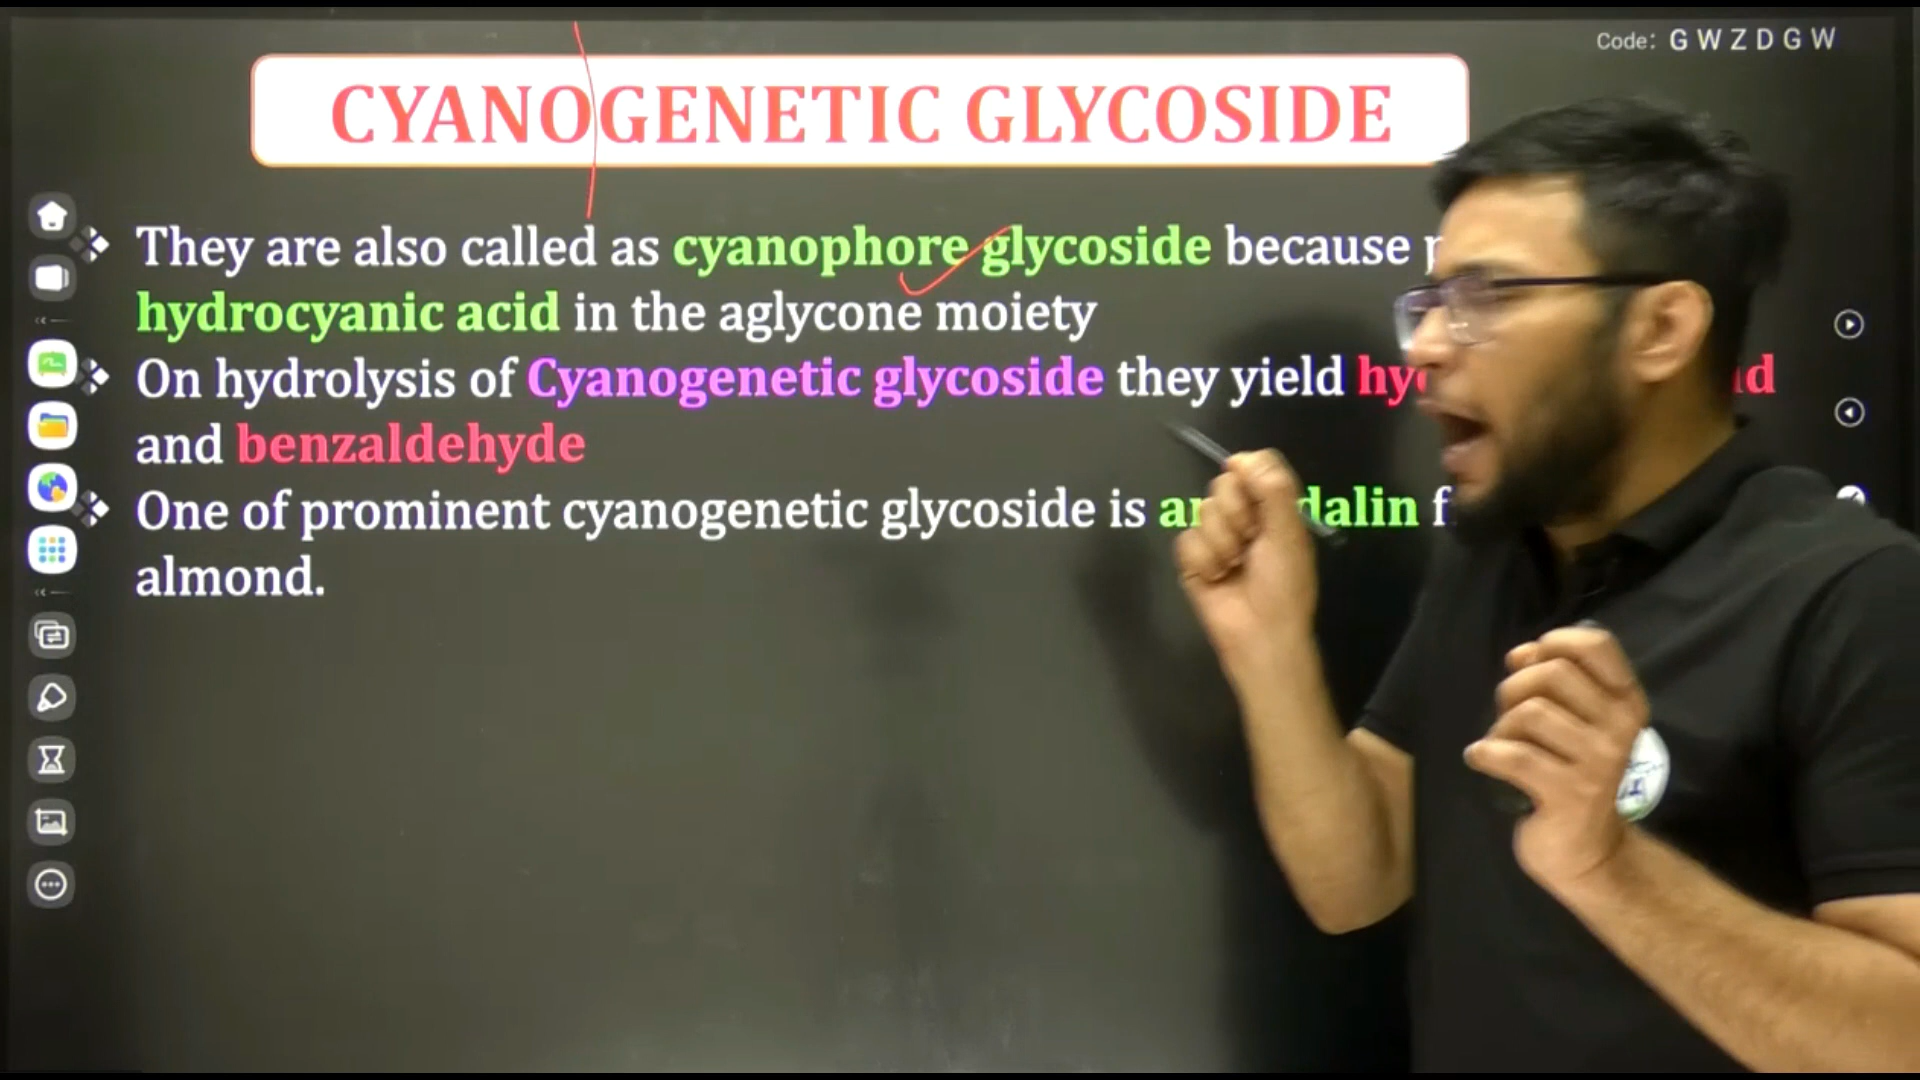 Code: GWZDGW
CYANOGENETIC GLYCOSIDE
They are also called as cyanophore glycoside because
hydrocyanic acid in the aglycone moiety
On hydrolysis of Cyanogenetic glycoside they yield
and benzaldehyde
One of prominent cyanogenetic glycoside is
almond.